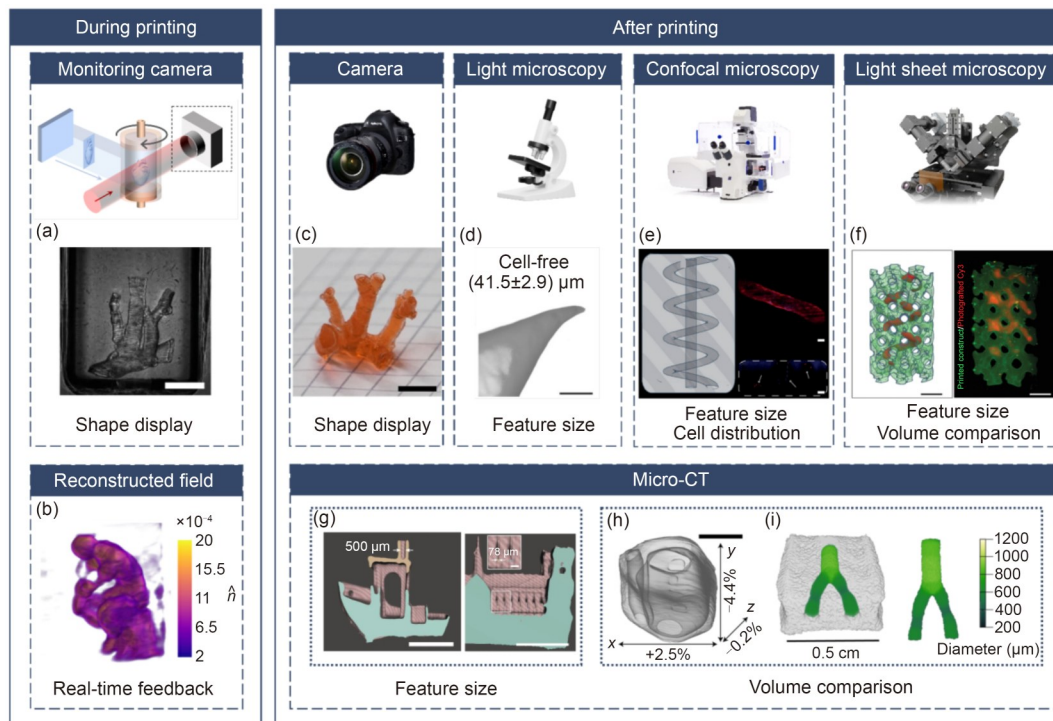 During printing
After printing
Monitoring camera
Camera
Light microscopy
Confocal microscopy
Light sheet microscopy
(a)
(c)
(d)
(e)
(f)
Cell-free
(41.5±2.9) μm
Printed construct/Photografted Cy3
Shape display
Shape display
Feature size
Feature size
Cell distribution
Feature size
Volume comparison
Reconstructed field
Micro-CT
(b)
×10⁻⁴
20
15.5
11
6.5
2
n̂
Real-time feedback
(g)
500 μm
78 μm
Feature size
(h)
y
−4.4%
z
−0.2%
x
+2.5%
(i)
0.5 cm
1200
1000
800
600
400
200
Diameter (μm)
Volume comparison